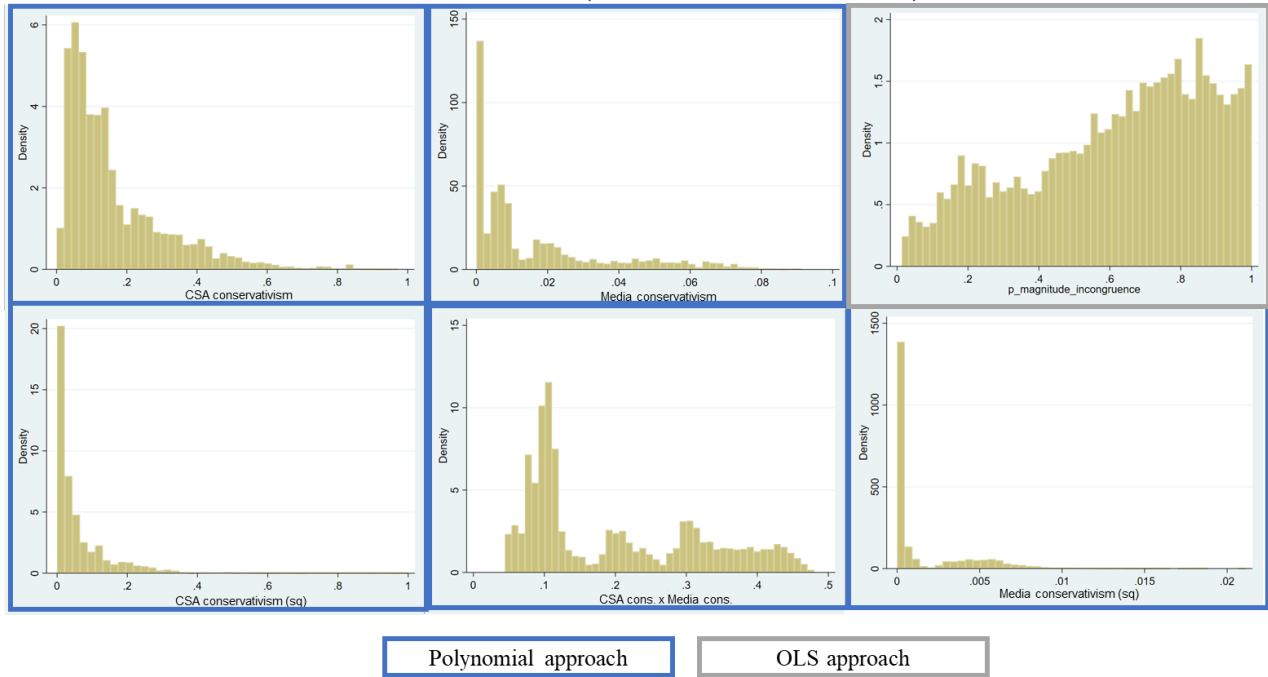 Density
0 2 4 6
0 .2 .4 .6 .8 1
CSA conservativism
Density
0 50 100 150
0 .02 .04 .06 .08 .1
Media conservativism
Density
0 .5 1 1.5 2
0 .2 .4 .6 .8 1
p_magnitude_incongruence
Density
0 5 10 15 20
0 .2 .4 .6 .8 1
CSA conservativism (sq)
Density
0 5 10 15
0 .1 .2 .3 .4 .5
CSA cons. x Media cons.
Density
0 500 1000 1500
0 .005 .010 .015 .02
Media conservativism (sq)
Polynomial approach
OLS approach